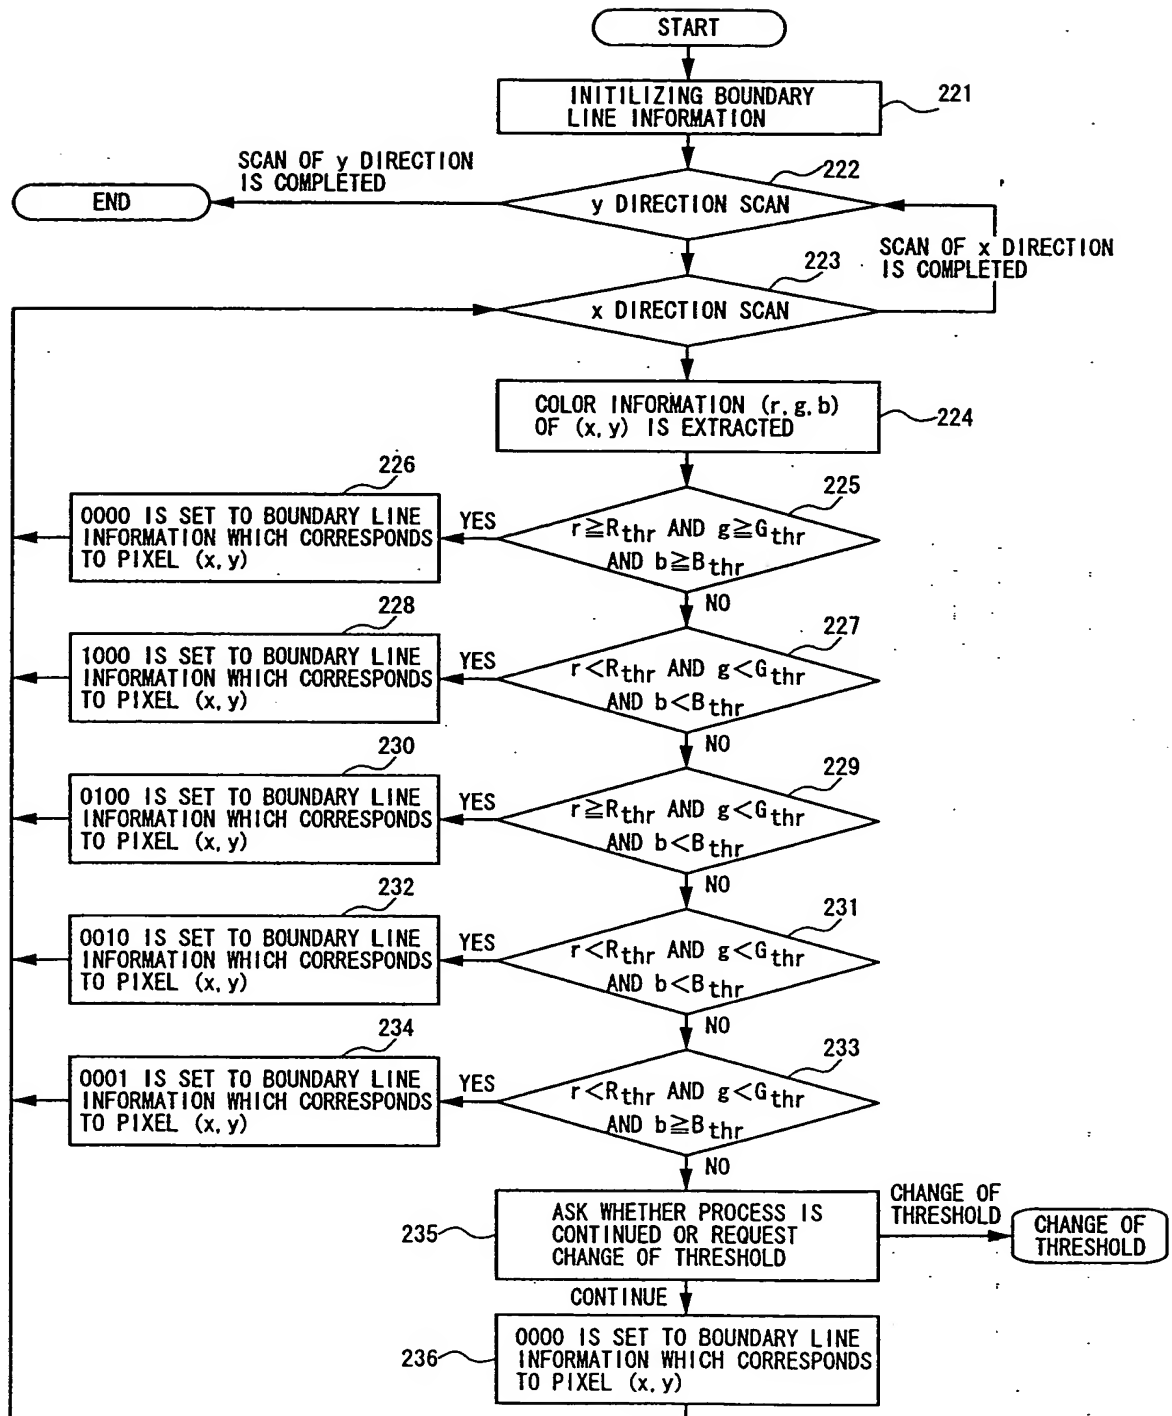 START
INITILIZING BOUNDARY
LINE INFORMATION
221
SCAN OF y DIRECTION
IS COMPLETED
222
END
y DIRECTION SCAN
SCAN OF x DIRECTION
IS COMPLETED
223
x DIRECTION SCAN
COLOR INFORMATION (r, g, b)
OF (x, y) IS EXTRACTED
224
226
225
0000 IS SET TO BOUNDARY LINE
INFORMATION WHICH CORRESPONDS
TO PIXEL (x, y)
YES
r≧Rthr AND g≧Gthr
AND b≧Bthr
NO
228
227
1000 IS SET TO BOUNDARY LINE
INFORMATION WHICH CORRESPONDS
TO PIXEL (x, y)
YES
r<Rthr AND g<Gthr
AND b<Bthr
NO
230
229
0100 IS SET TO BOUNDARY LINE
INFORMATION WHICH CORRESPONDS
TO PIXEL (x, y)
YES
r≧Rthr AND g<Gthr
AND b<Bthr
NO
232
231
0010 IS SET TO BOUNDARY LINE
INFORMATION WHICH CORRESPONDS
TO PIXEL (x, y)
YES
r<Rthr AND g<Gthr
AND b<Bthr
NO
234
233
0001 IS SET TO BOUNDARY LINE
INFORMATION WHICH CORRESPONDS
TO PIXEL (x, y)
YES
r<Rthr AND g<Gthr
AND b≧Bthr
NO
235
ASK WHETHER PROCESS IS
CONTINUED OR REQUEST
CHANGE OF THRESHOLD
CHANGE OF
THRESHOLD
CHANGE OF
THRESHOLD
CONTINUE
236
0000 IS SET TO BOUNDARY LINE
INFORMATION WHICH CORRESPONDS
TO PIXEL (x, y)